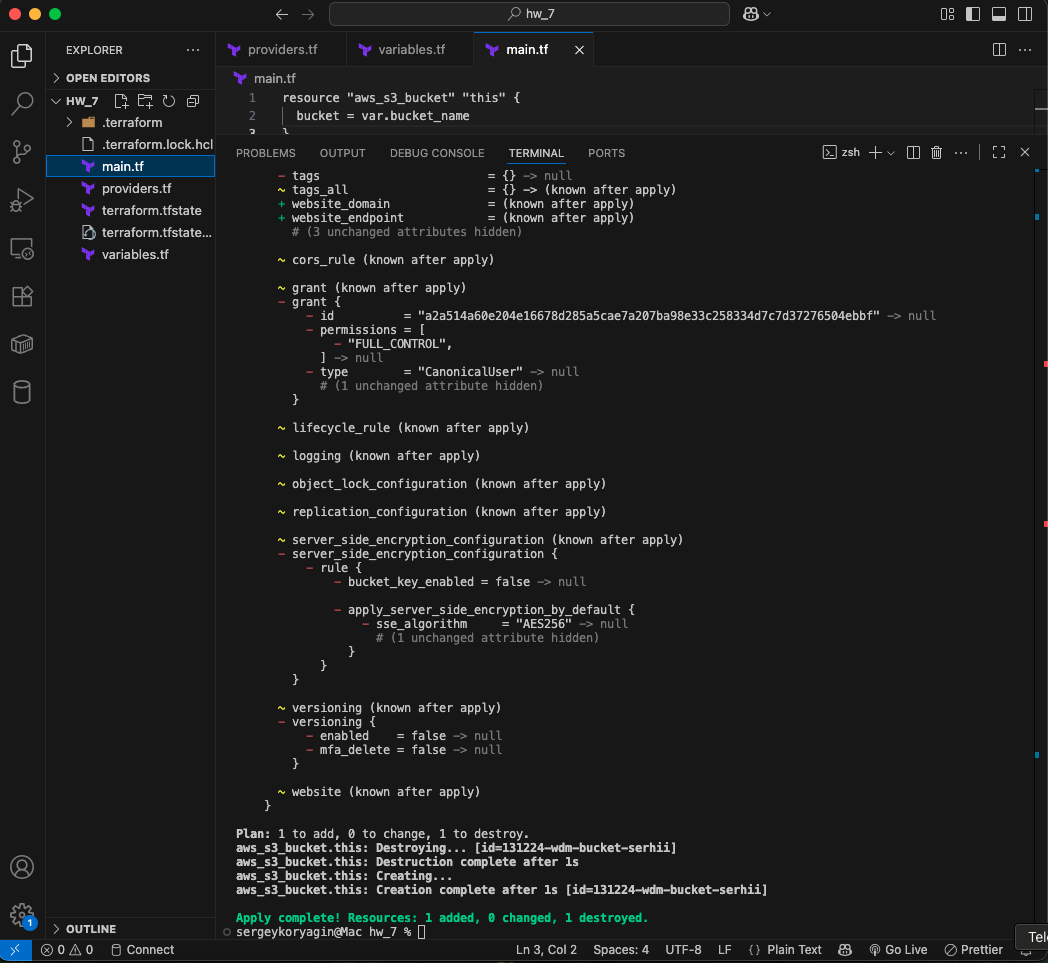 hw_7
EXPLORER
OPEN EDITORS
HW_7
.terraform
.terraform.lock.hcl
main.tf
providers.tf
terraform.tfstate
terraform.tfstate...
variables.tf
OUTLINE
1
providers.tf
variables.tf
main.tf
main.tf
1 resource "aws_s3_bucket" "this" {
2 bucket = var.bucket_name
3 }
PROBLEMS OUTPUT DEBUG CONSOLE TERMINAL PORTS
zsh
- tags = {} -> null
~ tags_all = {} -> (known after apply)
+ website_domain = (known after apply)
+ website_endpoint = (known after apply)
# (3 unchanged attributes hidden)
~ cors_rule (known after apply)
~ grant (known after apply)
- grant {
- id = "a2a514a60e204e16678d285a5cae7a207ba98e33c258334d7c7d37276504ebbf" -> null
- permissions = [
- "FULL_CONTROL",
] -> null
- type = "CanonicalUser" -> null
# (1 unchanged attribute hidden)
}
~ lifecycle_rule (known after apply)
~ logging (known after apply)
~ object_lock_configuration (known after apply)
~ replication_configuration (known after apply)
~ server_side_encryption_configuration (known after apply)
- server_side_encryption_configuration {
- rule {
- bucket_key_enabled = false -> null
- apply_server_side_encryption_by_default {
- sse_algorithm = "AES256" -> null
# (1 unchanged attribute hidden)
}
}
}
~ versioning (known after apply)
- versioning {
- enabled = false -> null
- mfa_delete = false -> null
}
~ website (known after apply)
}
Plan: 1 to add, 0 to change, 1 to destroy.
aws_s3_bucket.this: Destroying... [id=131224-wdm-bucket-serhii]
aws_s3_bucket.this: Destruction complete after 1s
aws_s3_bucket.this: Creating...
aws_s3_bucket.this: Creation complete after 1s [id=131224-wdm-bucket-serhii]
Apply complete! Resources: 1 added, 0 changed, 1 destroyed.
sergeykoryagin@Mac hw_7 %
Tele
0 0 Connect Ln 3, Col 2 Spaces: 4 UTF-8 LF {} Plain Text Go Live Prettier